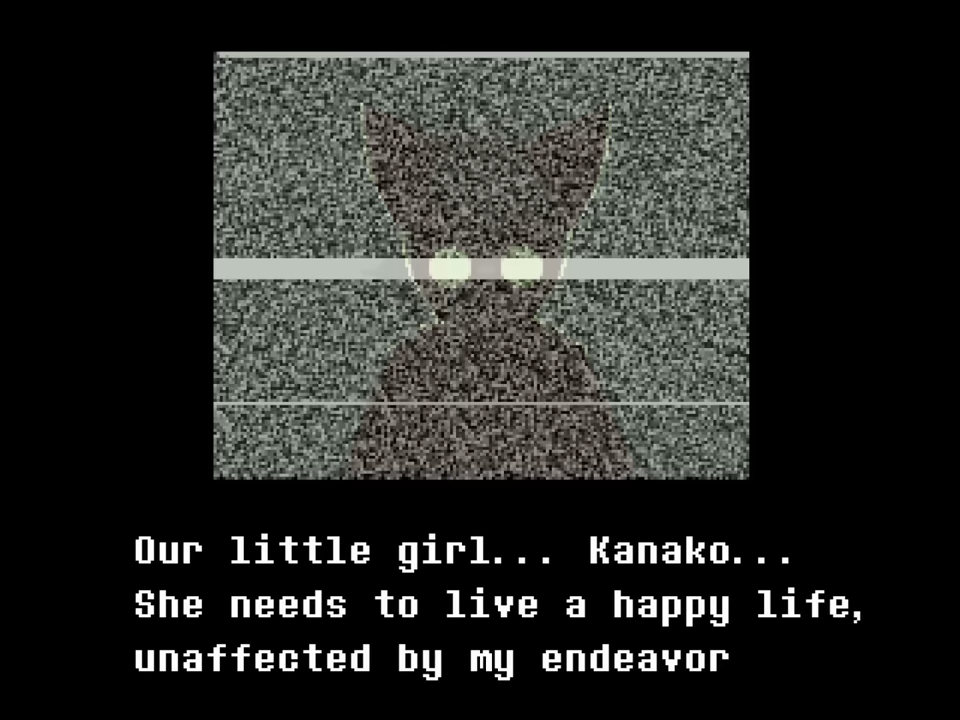 Our little girl... Kanako...
She needs to live a happy life,
unaffected by my endeavor